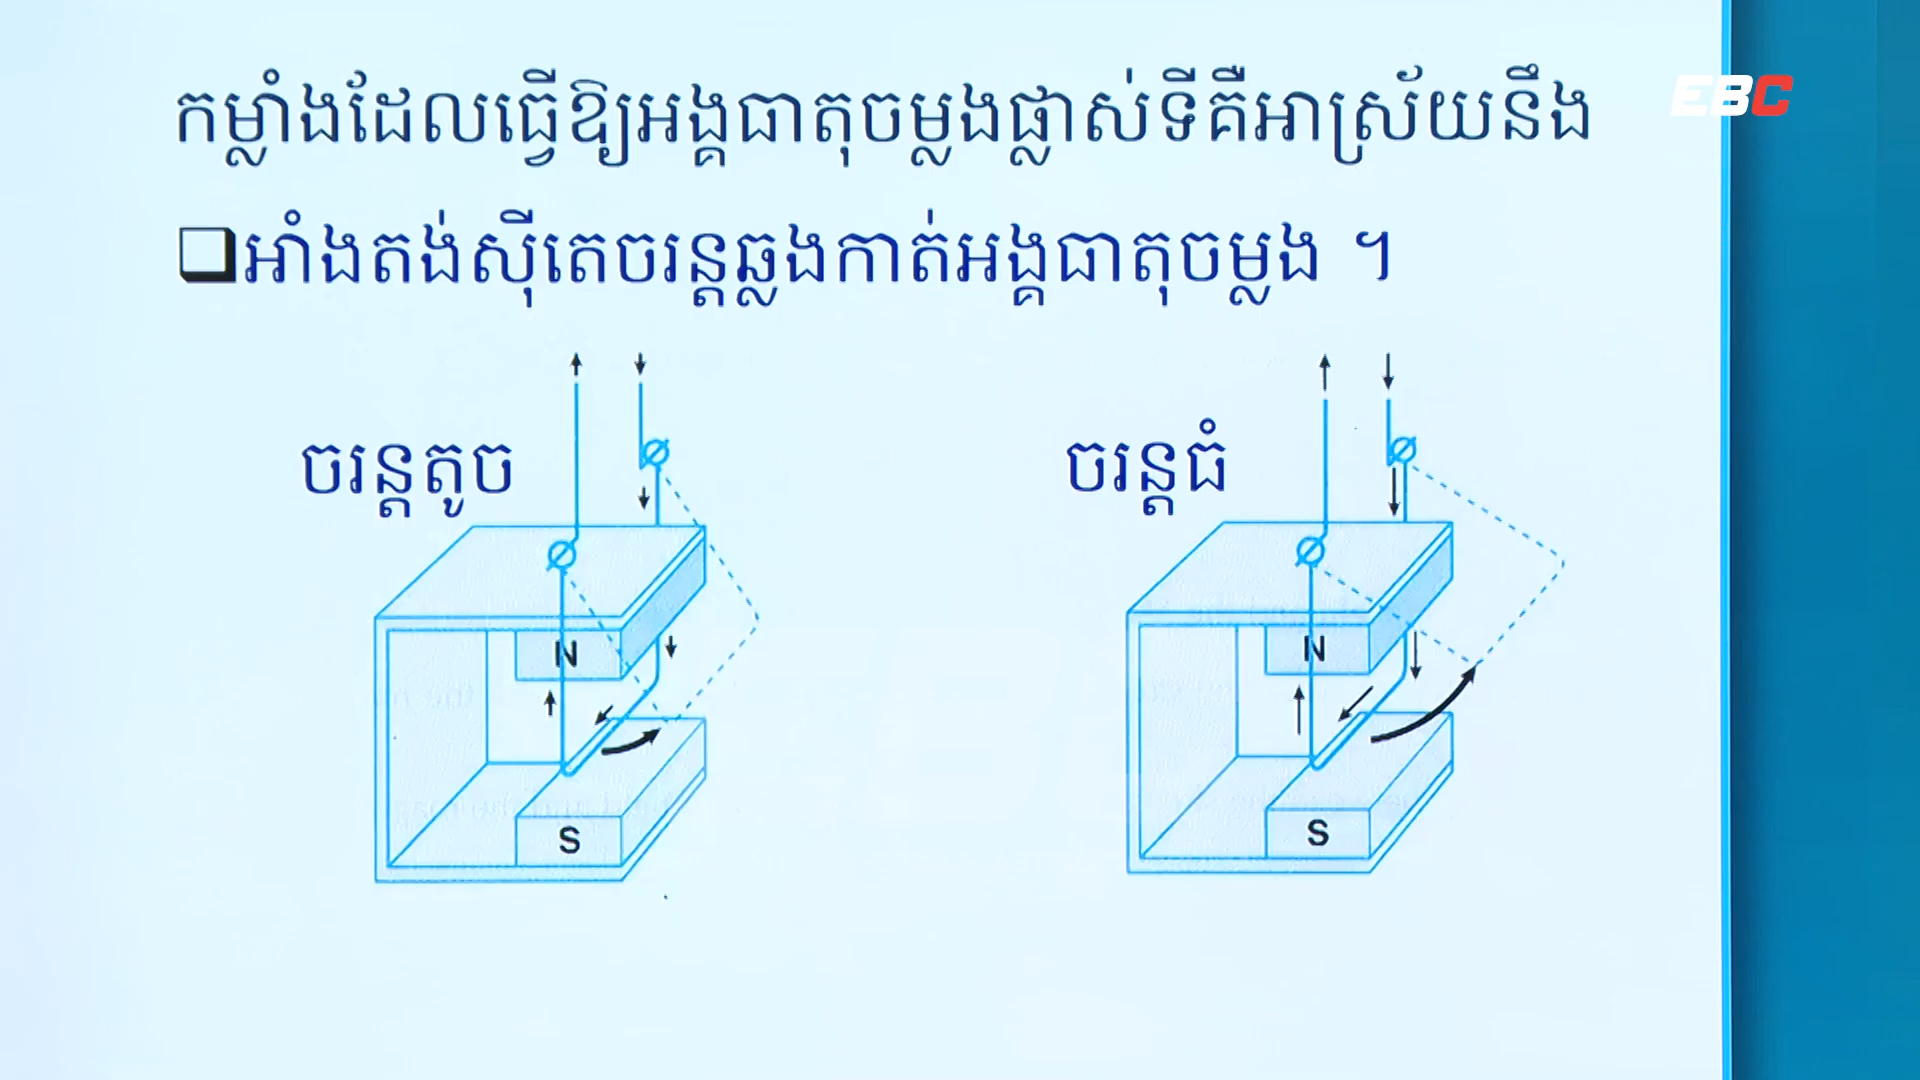 កម្លាំងដែលធ្វើឱ្យអង្គធាតុចម្លងផ្លាស់ទីគឺអាស្រ័យនឹង
EBC
អាំងតង់ស៊ីតេចរន្តឆ្លងកាត់អង្គធាតុចម្លង ។
ចរន្តតូច
ចរន្តធំ
N
N
S
S